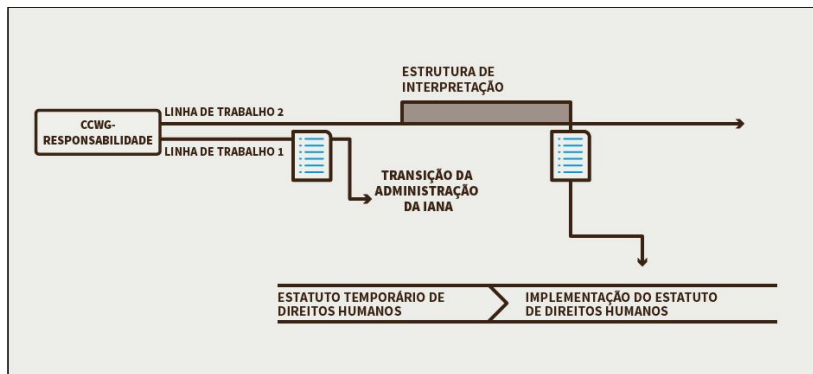 ESTRUTURA DE
INTERPRETAÇÃO
LINHA DE TRABALHO 2
CCWG-
RESPONSABILIDADE
LINHA DE TRABALHO 1
TRANSIÇÃO DA
ADMINISTRAÇÃO
DA IANA
ESTATUTO TEMPORÁRIO DE
DIREITOS HUMANOS
IMPLEMENTAÇÃO DO ESTATUTO
DE DIREITOS HUMANOS